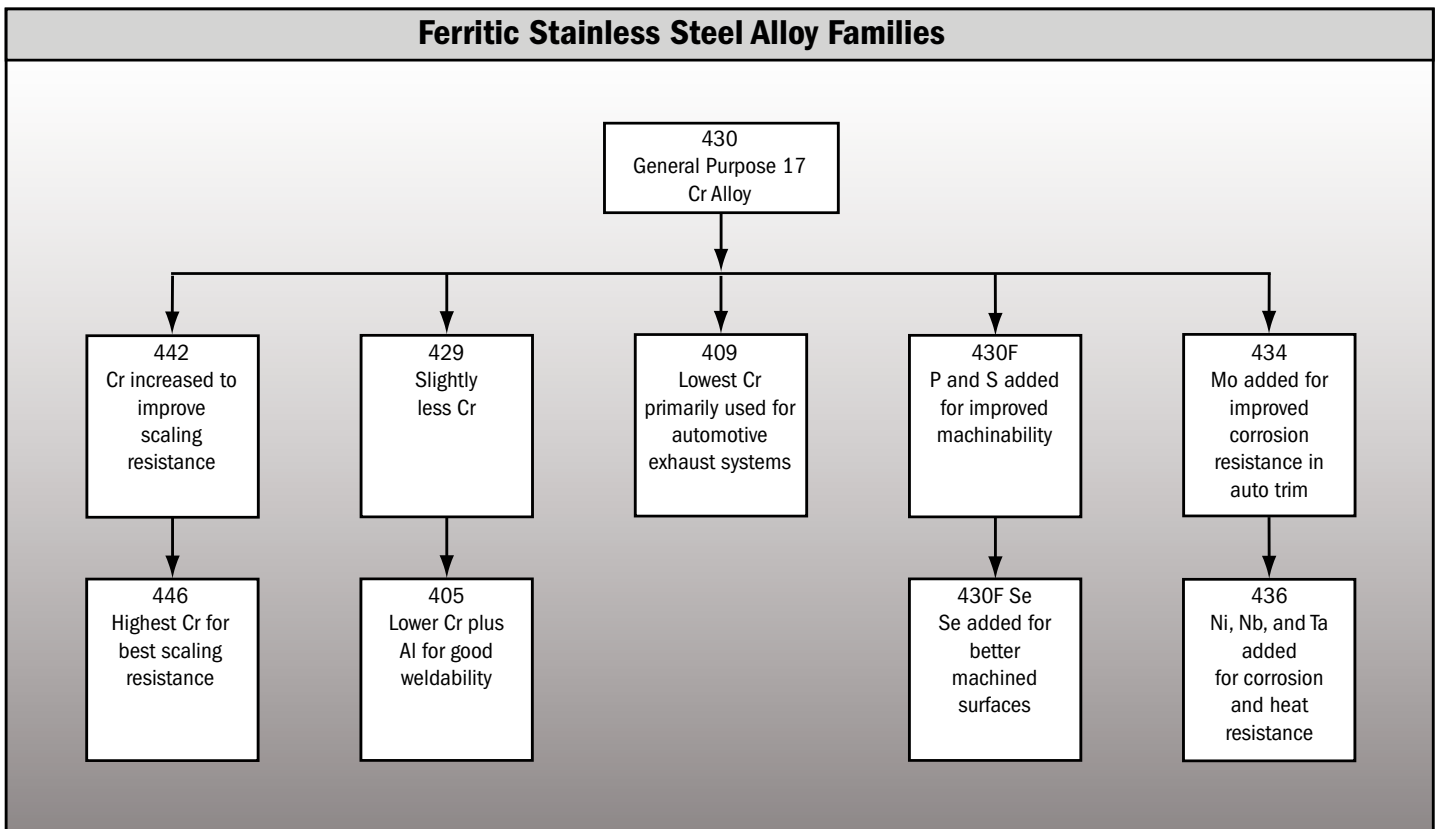 Ferritic Stainless Steel Alloy Families
430
General Purpose 17
Cr Alloy
442
Cr increased to
improve
scaling
resistance
429
Slightly
less Cr
409
Lowest Cr
primarily used for
automotive
exhaust systems
430F
P and S added
for improved
machinability
434
Mo added for
improved
corrosion
resistance in
auto trim
446
Highest Cr for
best scaling
resistance
405
Lower Cr plus
Al for good
weldability
430F Se
Se added for
better
machined
surfaces
436
Ni, Nb, and Ta
added
for corrosion
and heat
resistance